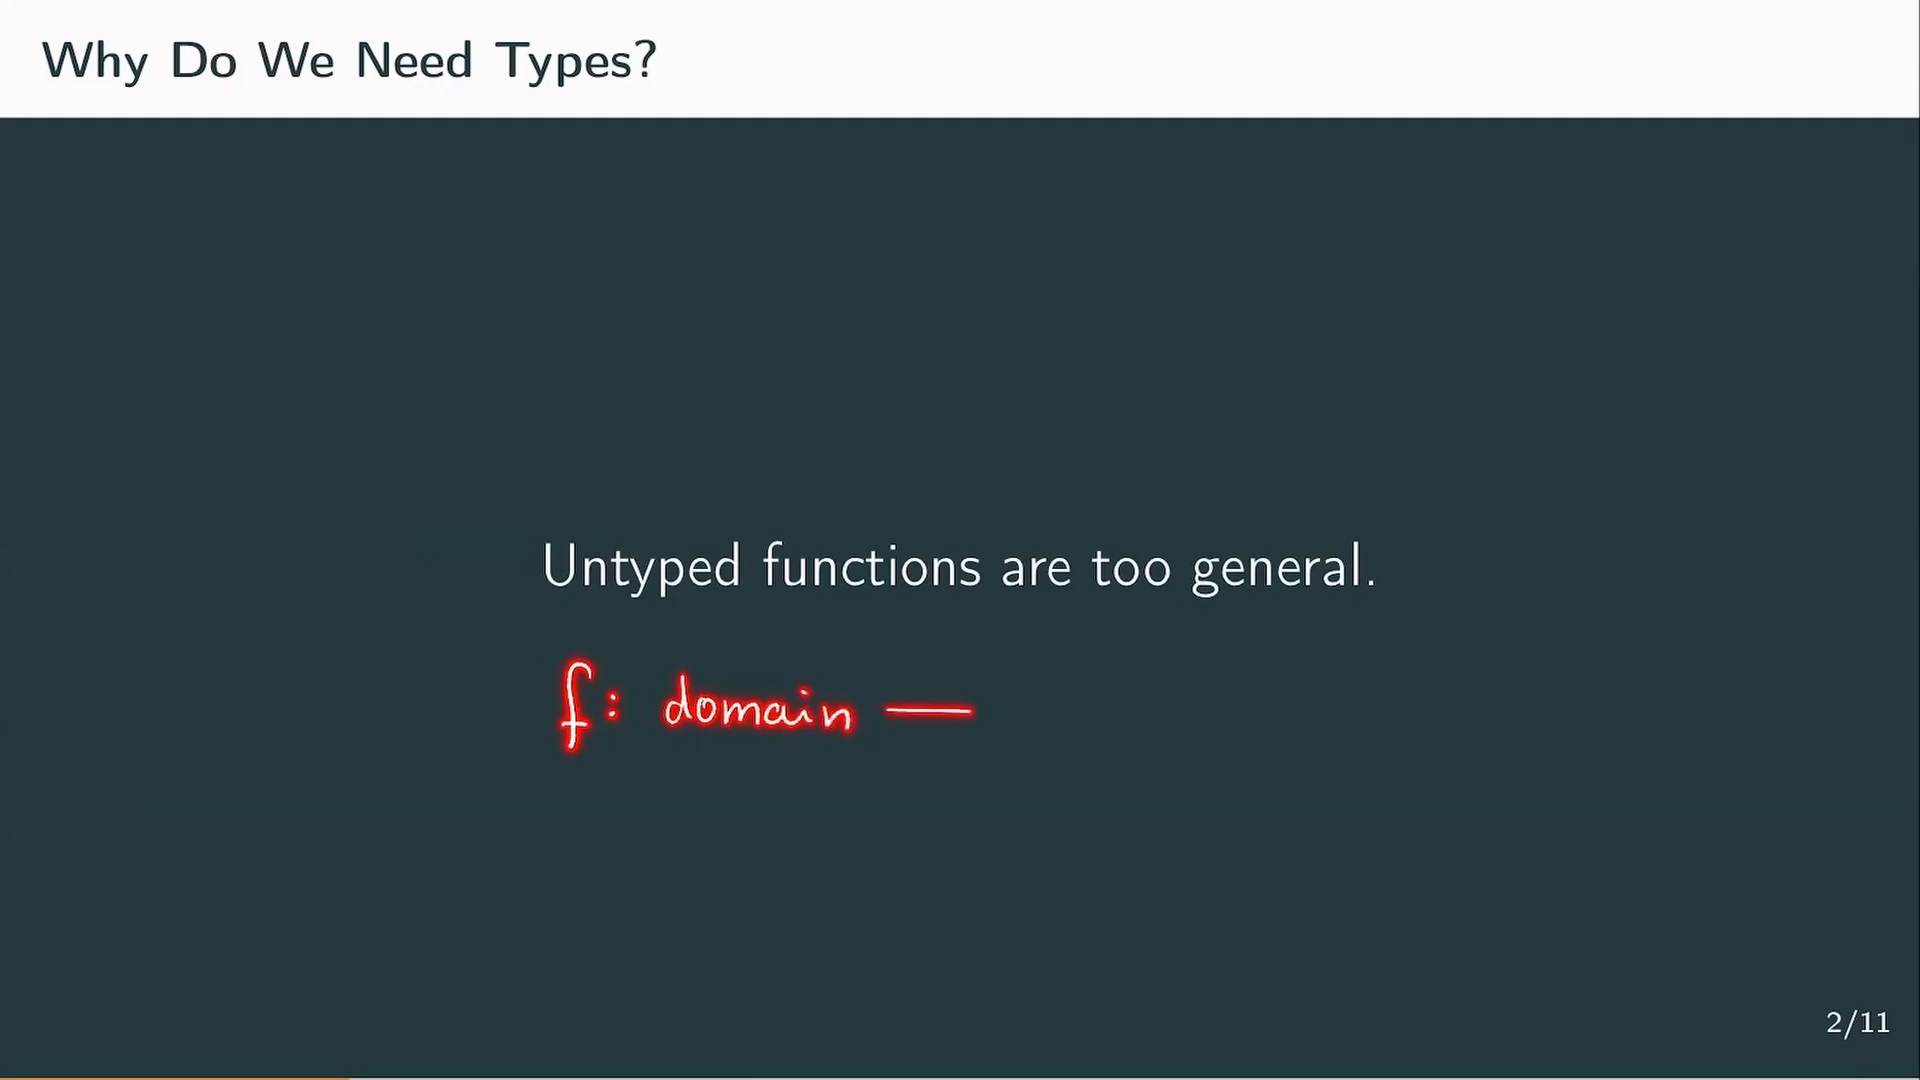 Why Do We Need Types?
Untyped functions are too general.
f: domain —
2/11